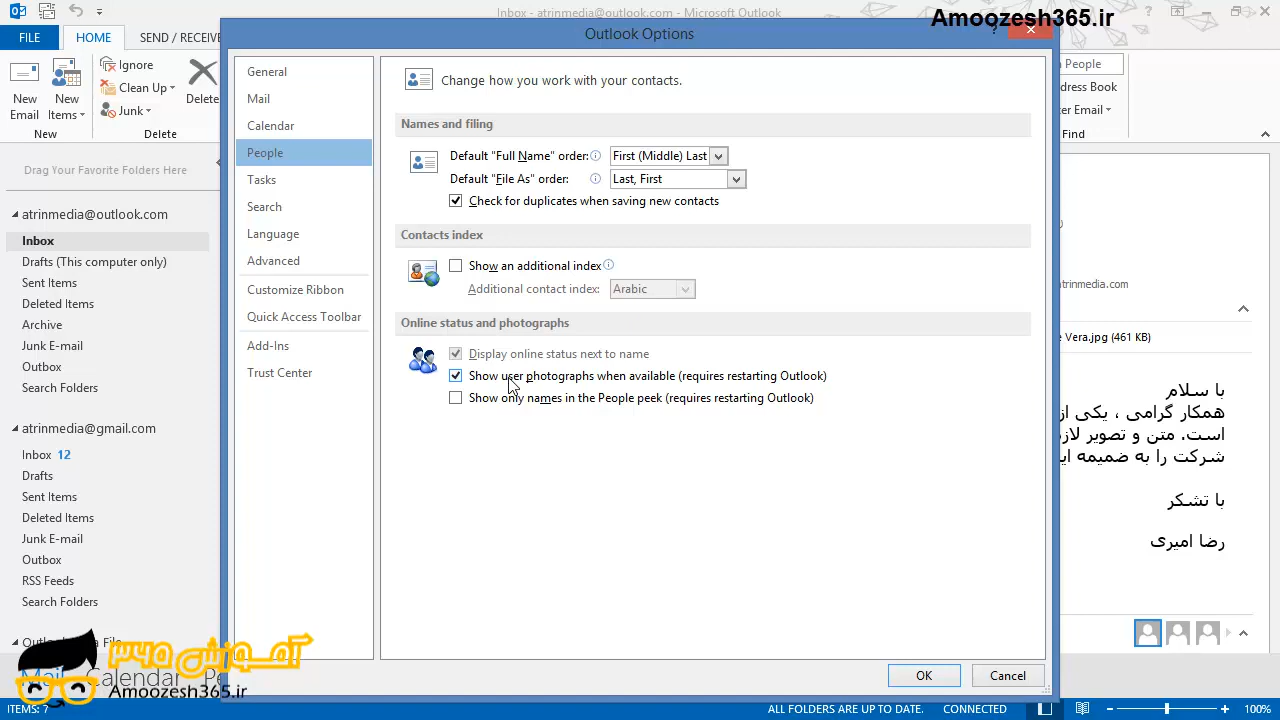 Inbox - atrinmedia@outlook.com - Microsoft Outlook
Amoozesh365.ir
Outlook Options
FILE HOME SEND / RECEIVE
Ignore
Clean Up
Junk
Delete
New Email
New Items
New Delete
People
dress Book
ter Email
Find
Drag Your Favorite Folders Here
atrinmedia@outlook.com
Inbox
Drafts (This computer only)
Sent Items
Deleted Items
Archive
Junk E-mail
Outbox
Search Folders
atrinmedia@gmail.com
Inbox 12
Drafts
Sent Items
Deleted Items
Junk E-mail
Outbox
RSS Feeds
Search Folders
General
Mail
Calendar
People
Tasks
Search
Language
Advanced
Customize Ribbon
Quick Access Toolbar
Add-Ins
Trust Center
Change how you work with your contacts.
Names and filing
Default "Full Name" order: First (Middle) Last
Default "File As" order: Last, First
Check for duplicates when saving new contacts
Contacts index
Show an additional index
Additional contact index: Arabic
Online status and photographs
Display online status next to name
Show user photographs when available (requires restarting Outlook)
Show only names in the People peek (requires restarting Outlook)
OK Cancel
trinmedia.com
Vera.jpg (461 KB)
با سلام
همکار گرامی ، یکی از
است. متن و تصویر لاز
شرکت را به ضمیمه ای
با تشکر
رضا امیری
آموزش ۳۶۵
Amoozesh365.ir
Mail Calendar Pe
ITEMS: 7 ALL FOLDERS ARE UP TO DATE. CONNECTED 100%